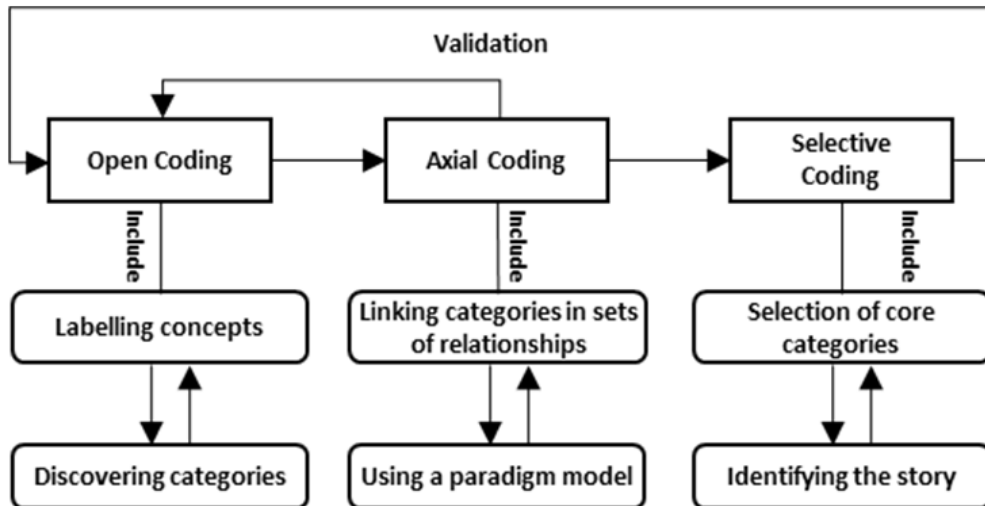 Validation
Open Coding
Axial Coding
Selective
Coding
Include
Include
Include
Labelling concepts
Linking categories in sets
of relationships
Selection of core
categories
Discovering categories
Using a paradigm model
Identifying the story